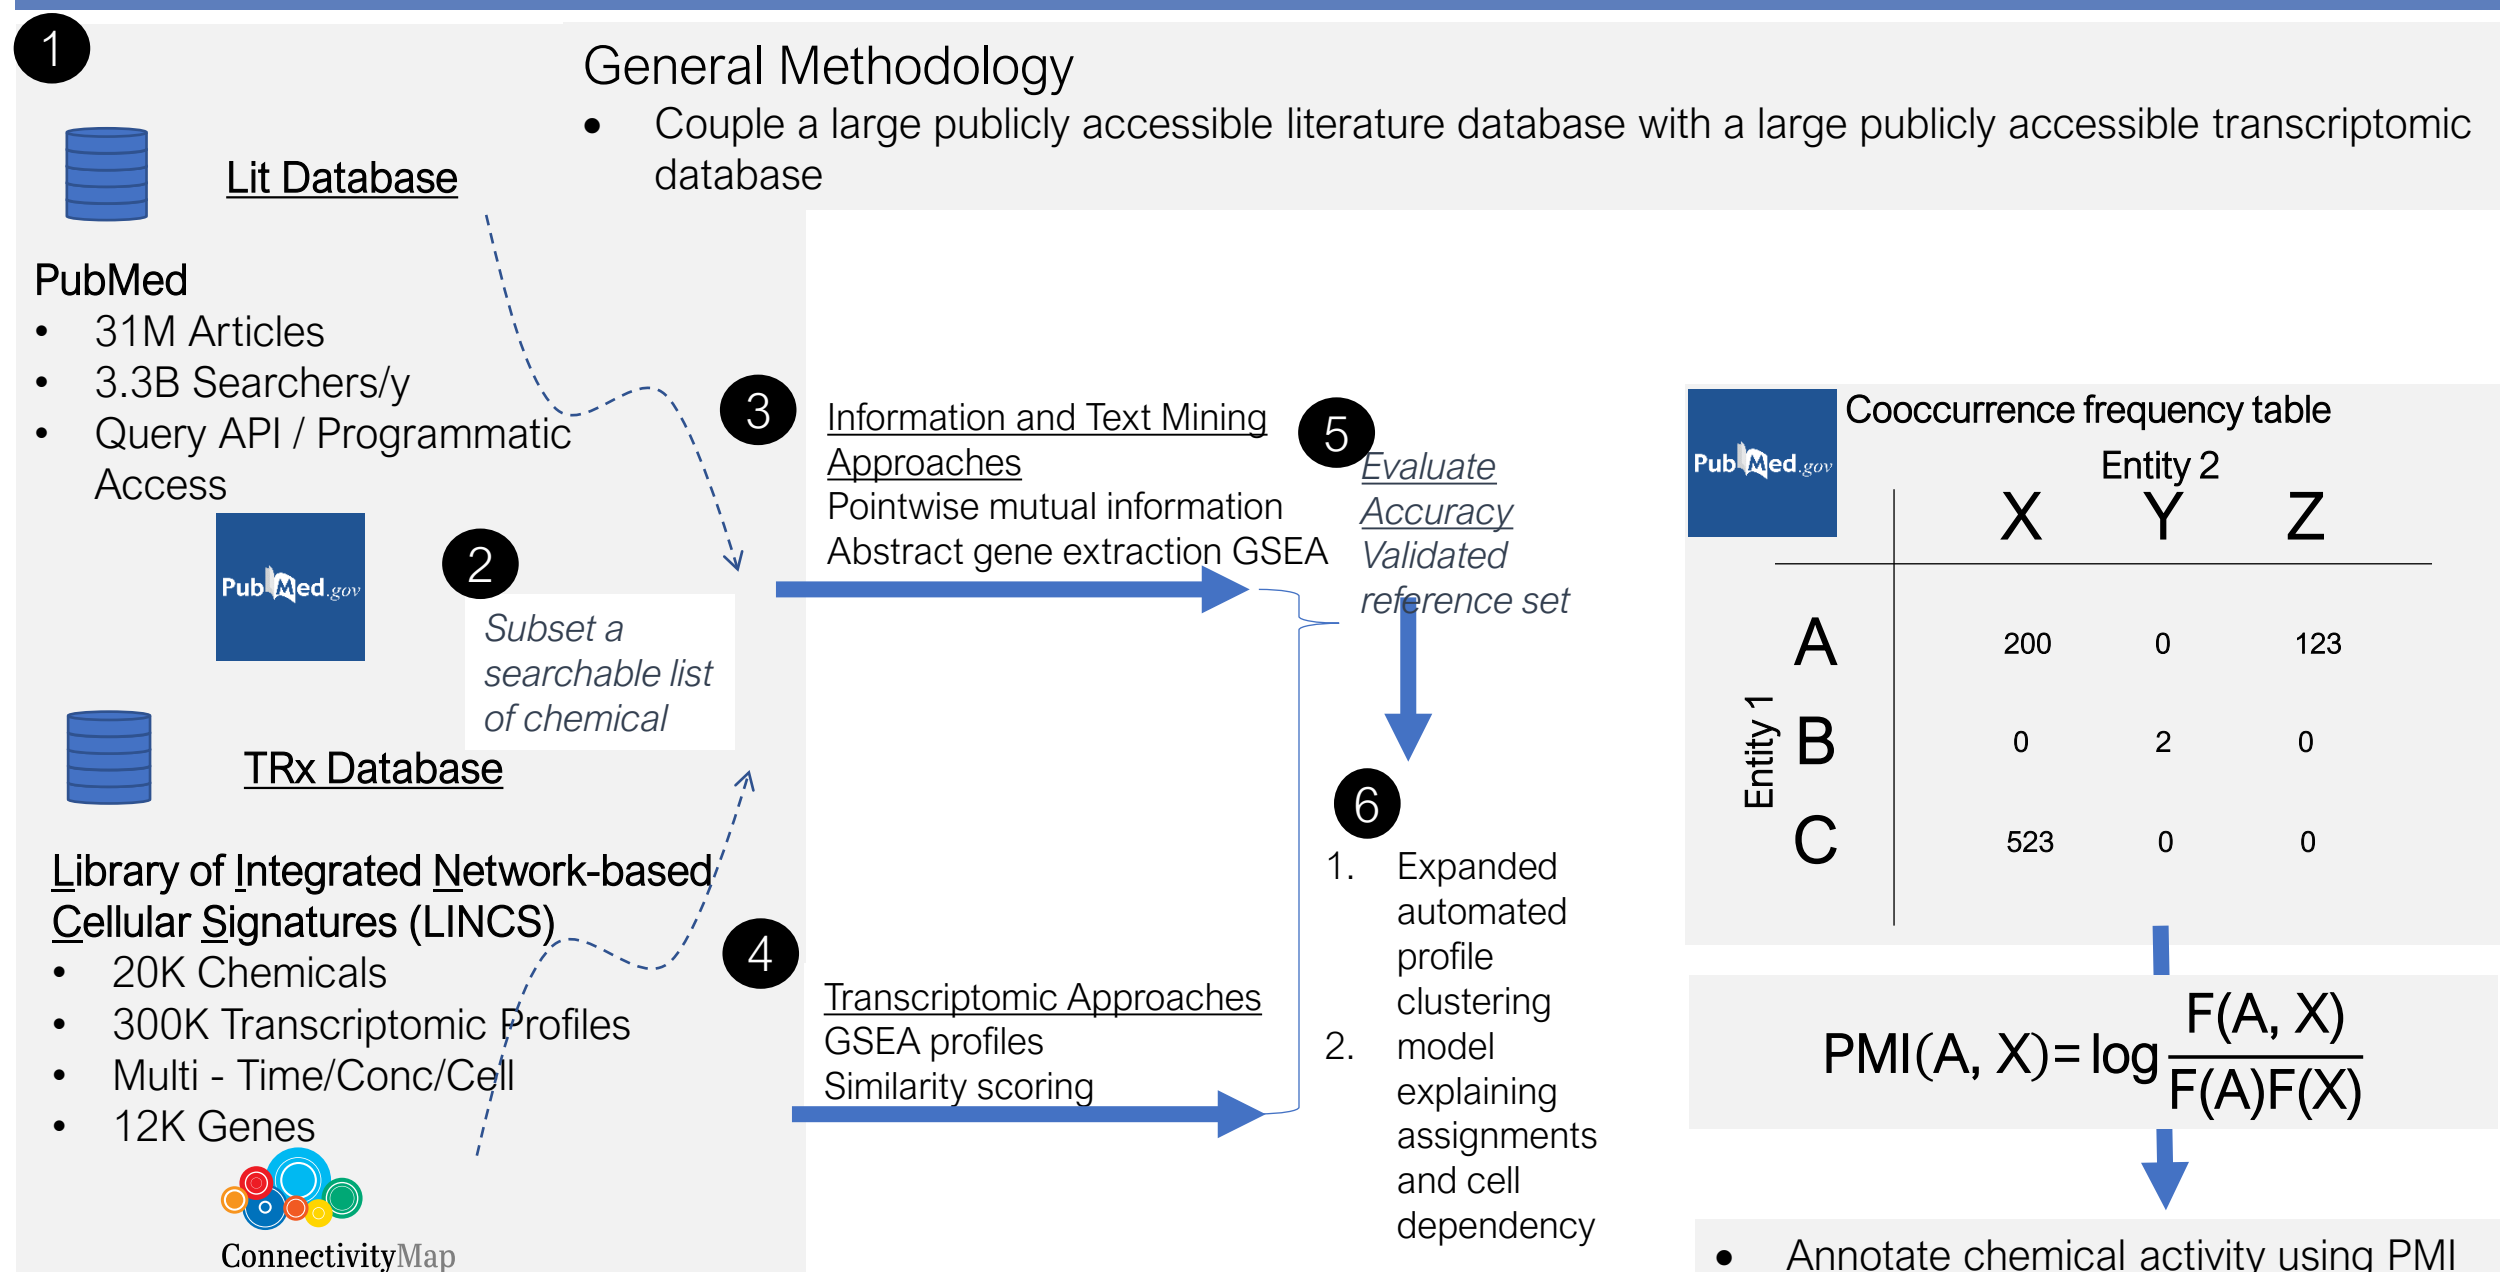 1
General Methodology
• Couple a large publicly accessible literature database with a large publicly accessible transcriptomic
database
Lit Database
PubMed
• 31M Articles
• 3.3B Searchers/y
• Query API / Programmatic
Access
PubMed.gov
2
Subset a
searchable list
of chemical
TRx Database
Library of Integrated Network-based
Cellular Signatures (LINCS)
• 20K Chemicals
• 300K Transcriptomic Profiles
• Multi - Time/Conc/Cell
• 12K Genes
ConnectivityMap
3
Information and Text Mining
Approaches
Pointwise mutual information
Abstract gene extraction GSEA
4
Transcriptomic Approaches
GSEA profiles
Similarity scoring
5
Evaluate
Accuracy
Validated
reference set
6
1. Expanded
automated
profile
clustering
2. model
explaining
assignments
and cell
dependency
PubMed.gov
Cooccurrence frequency table
Entity 2
X Y Z
Entity 1
A 200 0 123
B 0 2 0
C 523 0 0
PMI(A, X)=log F(A, X)
F(A)F(X)
• Annotate chemical activity using PMI